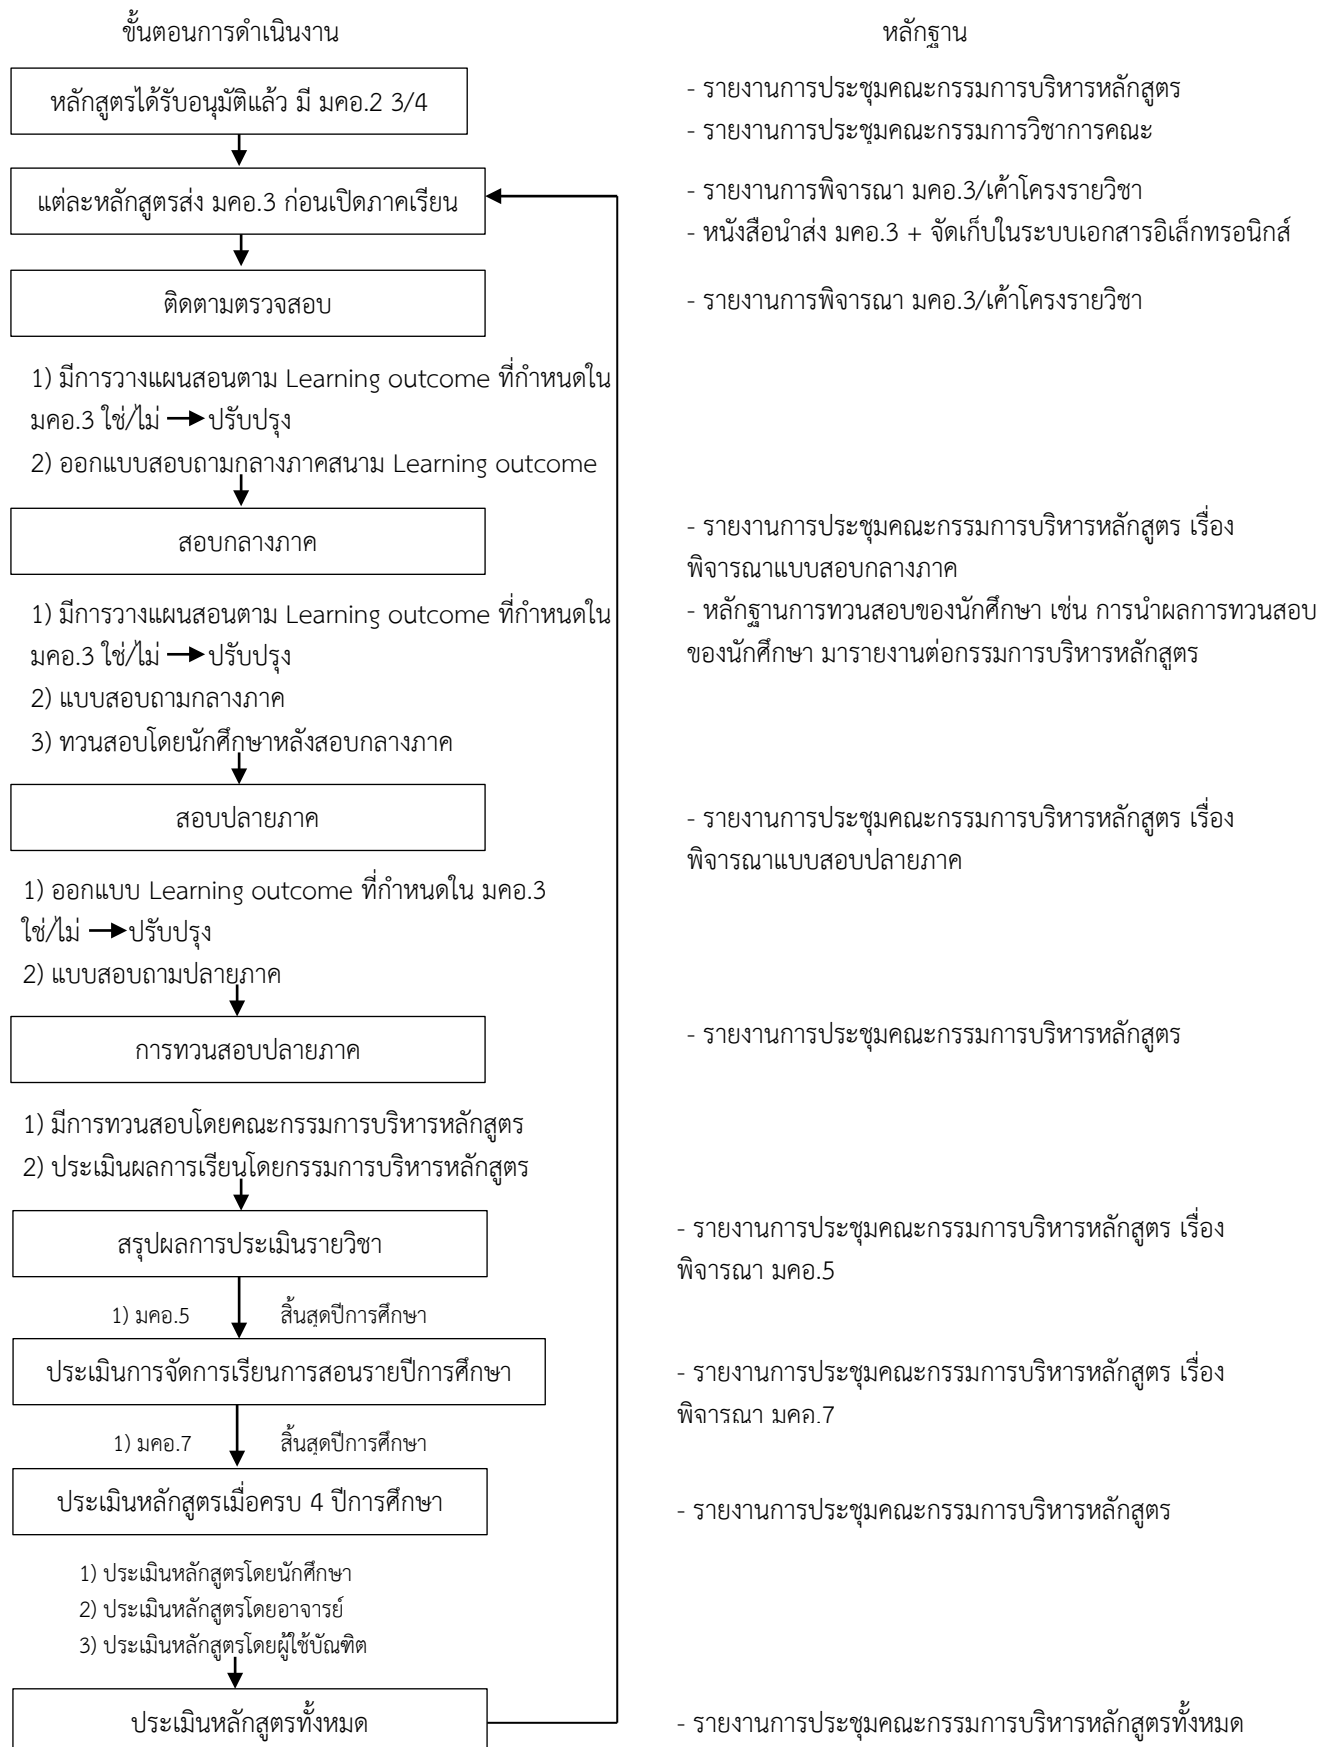 ขั้นตอนการดำเนินงาน
หลักฐาน
หลักสูตรได้รับอนุมัติแล้ว มี มคอ.2 3/4
- รายงานการประชุมคณะกรรมการบริหารหลักสูตร
- รายงานการประชุมคณะกรรมการวิชาการคณะ
แต่ละหลักสูตรส่ง มคอ.3 ก่อนเปิดภาคเรียน
- รายงานการพิจารณา มคอ.3/เค้าโครงรายวิชา
- หนังสือนำส่ง มคอ.3 + จัดเก็บในระบบเอกสารอิเล็กทรอนิกส์
ติดตามตรวจสอบ
- รายงานการพิจารณา มคอ.3/เค้าโครงรายวิชา
1) มีการวางแผนสอนตาม Learning outcome ที่กำหนดใน
มคอ.3 ใช่/ไม่ → ปรับปรุง
2) ออกแบบสอบถามกลางภาคสนาม Learning outcome
สอบกลางภาค
- รายงานการประชุมคณะกรรมการบริหารหลักสูตร เรื่อง
พิจารณาแบบสอบกลางภาค
1) มีการวางแผนสอนตาม Learning outcome ที่กำหนดใน
มคอ.3 ใช่/ไม่ → ปรับปรุง
2) แบบสอบถามกลางภาค
3) ทวนสอบโดยนักศึกษาหลังสอบกลางภาค
- หลักฐานการทวนสอบของนักศึกษา เช่น การนำผลการทวนสอบ
ของนักศึกษา มารายงานต่อกรรมการบริหารหลักสูตร
สอบปลายภาค
- รายงานการประชุมคณะกรรมการบริหารหลักสูตร เรื่อง
พิจารณาแบบสอบปลายภาค
1) ออกแบบ Learning outcome ที่กำหนดใน มคอ.3
ใช่/ไม่ → ปรับปรุง
2) แบบสอบถามปลายภาค
การทวนสอบปลายภาค
- รายงานการประชุมคณะกรรมการบริหารหลักสูตร
1) มีการทวนสอบโดยคณะกรรมการบริหารหลักสูตร
2) ประเมินผลการเรียนโดยกรรมการบริหารหลักสูตร
สรุปผลการประเมินรายวิชา
- รายงานการประชุมคณะกรรมการบริหารหลักสูตร เรื่อง
พิจารณา มคอ.5
1) มคอ.5 สิ้นสุดปีการศึกษา
ประเมินการจัดการเรียนการสอนรายปีการศึกษา
- รายงานการประชุมคณะกรรมการบริหารหลักสูตร เรื่อง
พิจารณา มคอ.7
1) มคอ.7 สิ้นสุดปีการศึกษา
ประเมินหลักสูตรเมื่อครบ 4 ปีการศึกษา
- รายงานการประชุมคณะกรรมการบริหารหลักสูตร
1) ประเมินหลักสูตรโดยนักศึกษา
2) ประเมินหลักสูตรโดยอาจารย์
3) ประเมินหลักสูตรโดยผู้ใช้บัณฑิต
ประเมินหลักสูตรทั้งหมด
- รายงานการประชุมคณะกรรมการบริหารหลักสูตรทั้งหมด